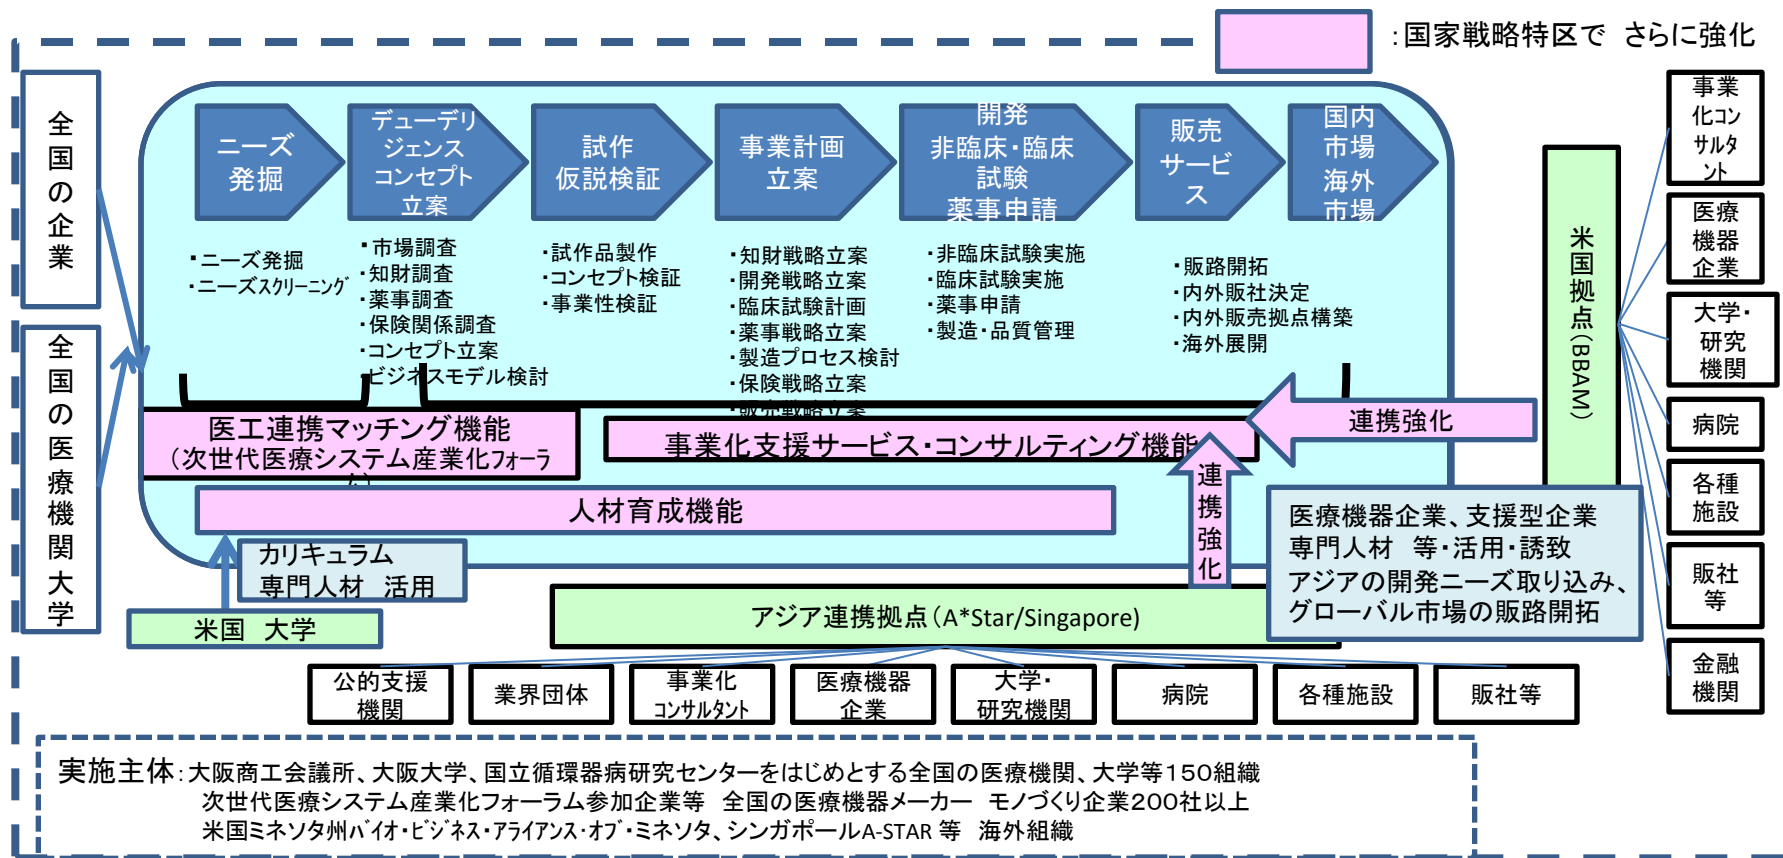 ：国家戦略特区で さらに強化
全国の企業
全国の医療機関 大学
ニーズ
発掘
デューデリ
ジェンス
コンセプト
立案
試作
仮説検証
事業計画
立案
開発
非臨床・臨床
試験
薬事申請
販売
サービ
ス
国内
市場
海外
市場
・ニーズ発掘
・ニーズスクリーニング
・市場調査
・知財調査
・薬事調査
・保険関係調査
・コンセプト立案
・ビジネスモデル検討
・試作品製作
・コンセプト検証
・事業性検証
・知財戦略立案
・開発戦略立案
・臨床試験計画
・薬事戦略立案
・製造プロセス検討
・保険戦略立案
・販売戦略立案
・非臨床試験実施
・臨床試験実施
・薬事申請
・製造・品質管理
・販路開拓
・内外販社決定
・内外販売拠点構築
・海外展開
医工連携マッチング機能
（次世代医療システム産業化フォーラ
ム）
事業化支援サービス・コンサルティング機能
連携強化
連携強化
人材育成機能
カリキュラム
専門人材 活用
米国 大学
アジア連携拠点（A*Star/Singapore)
医療機器企業、支援型企業
専門人材 等・活用・誘致
アジアの開発ニーズ取り込み、
グローバル市場の販路開拓
米国拠点（BBAM）
事業
化コン
サルタ
ント
医療
機器
企業
大学・
研究
機関
病院
各種
施設
販社
等
金融
機関
公的支援
機関
業界団体
事業化
コンサルタント
医療機器
企業
大学・
研究機関
病院
各種施設
販社等
実施主体：大阪商工会議所、大阪大学、国立循環器病研究センターをはじめとする全国の医療機関、大学等150組織
次世代医療システム産業化フォーラム参加企業等 全国の医療機器メーカー モノづくり企業200社以上
米国ミネソタ州バイオ・ビジネス・アライアンス・オブ・ミネソタ、シンガポールA-STAR 等 海外組織